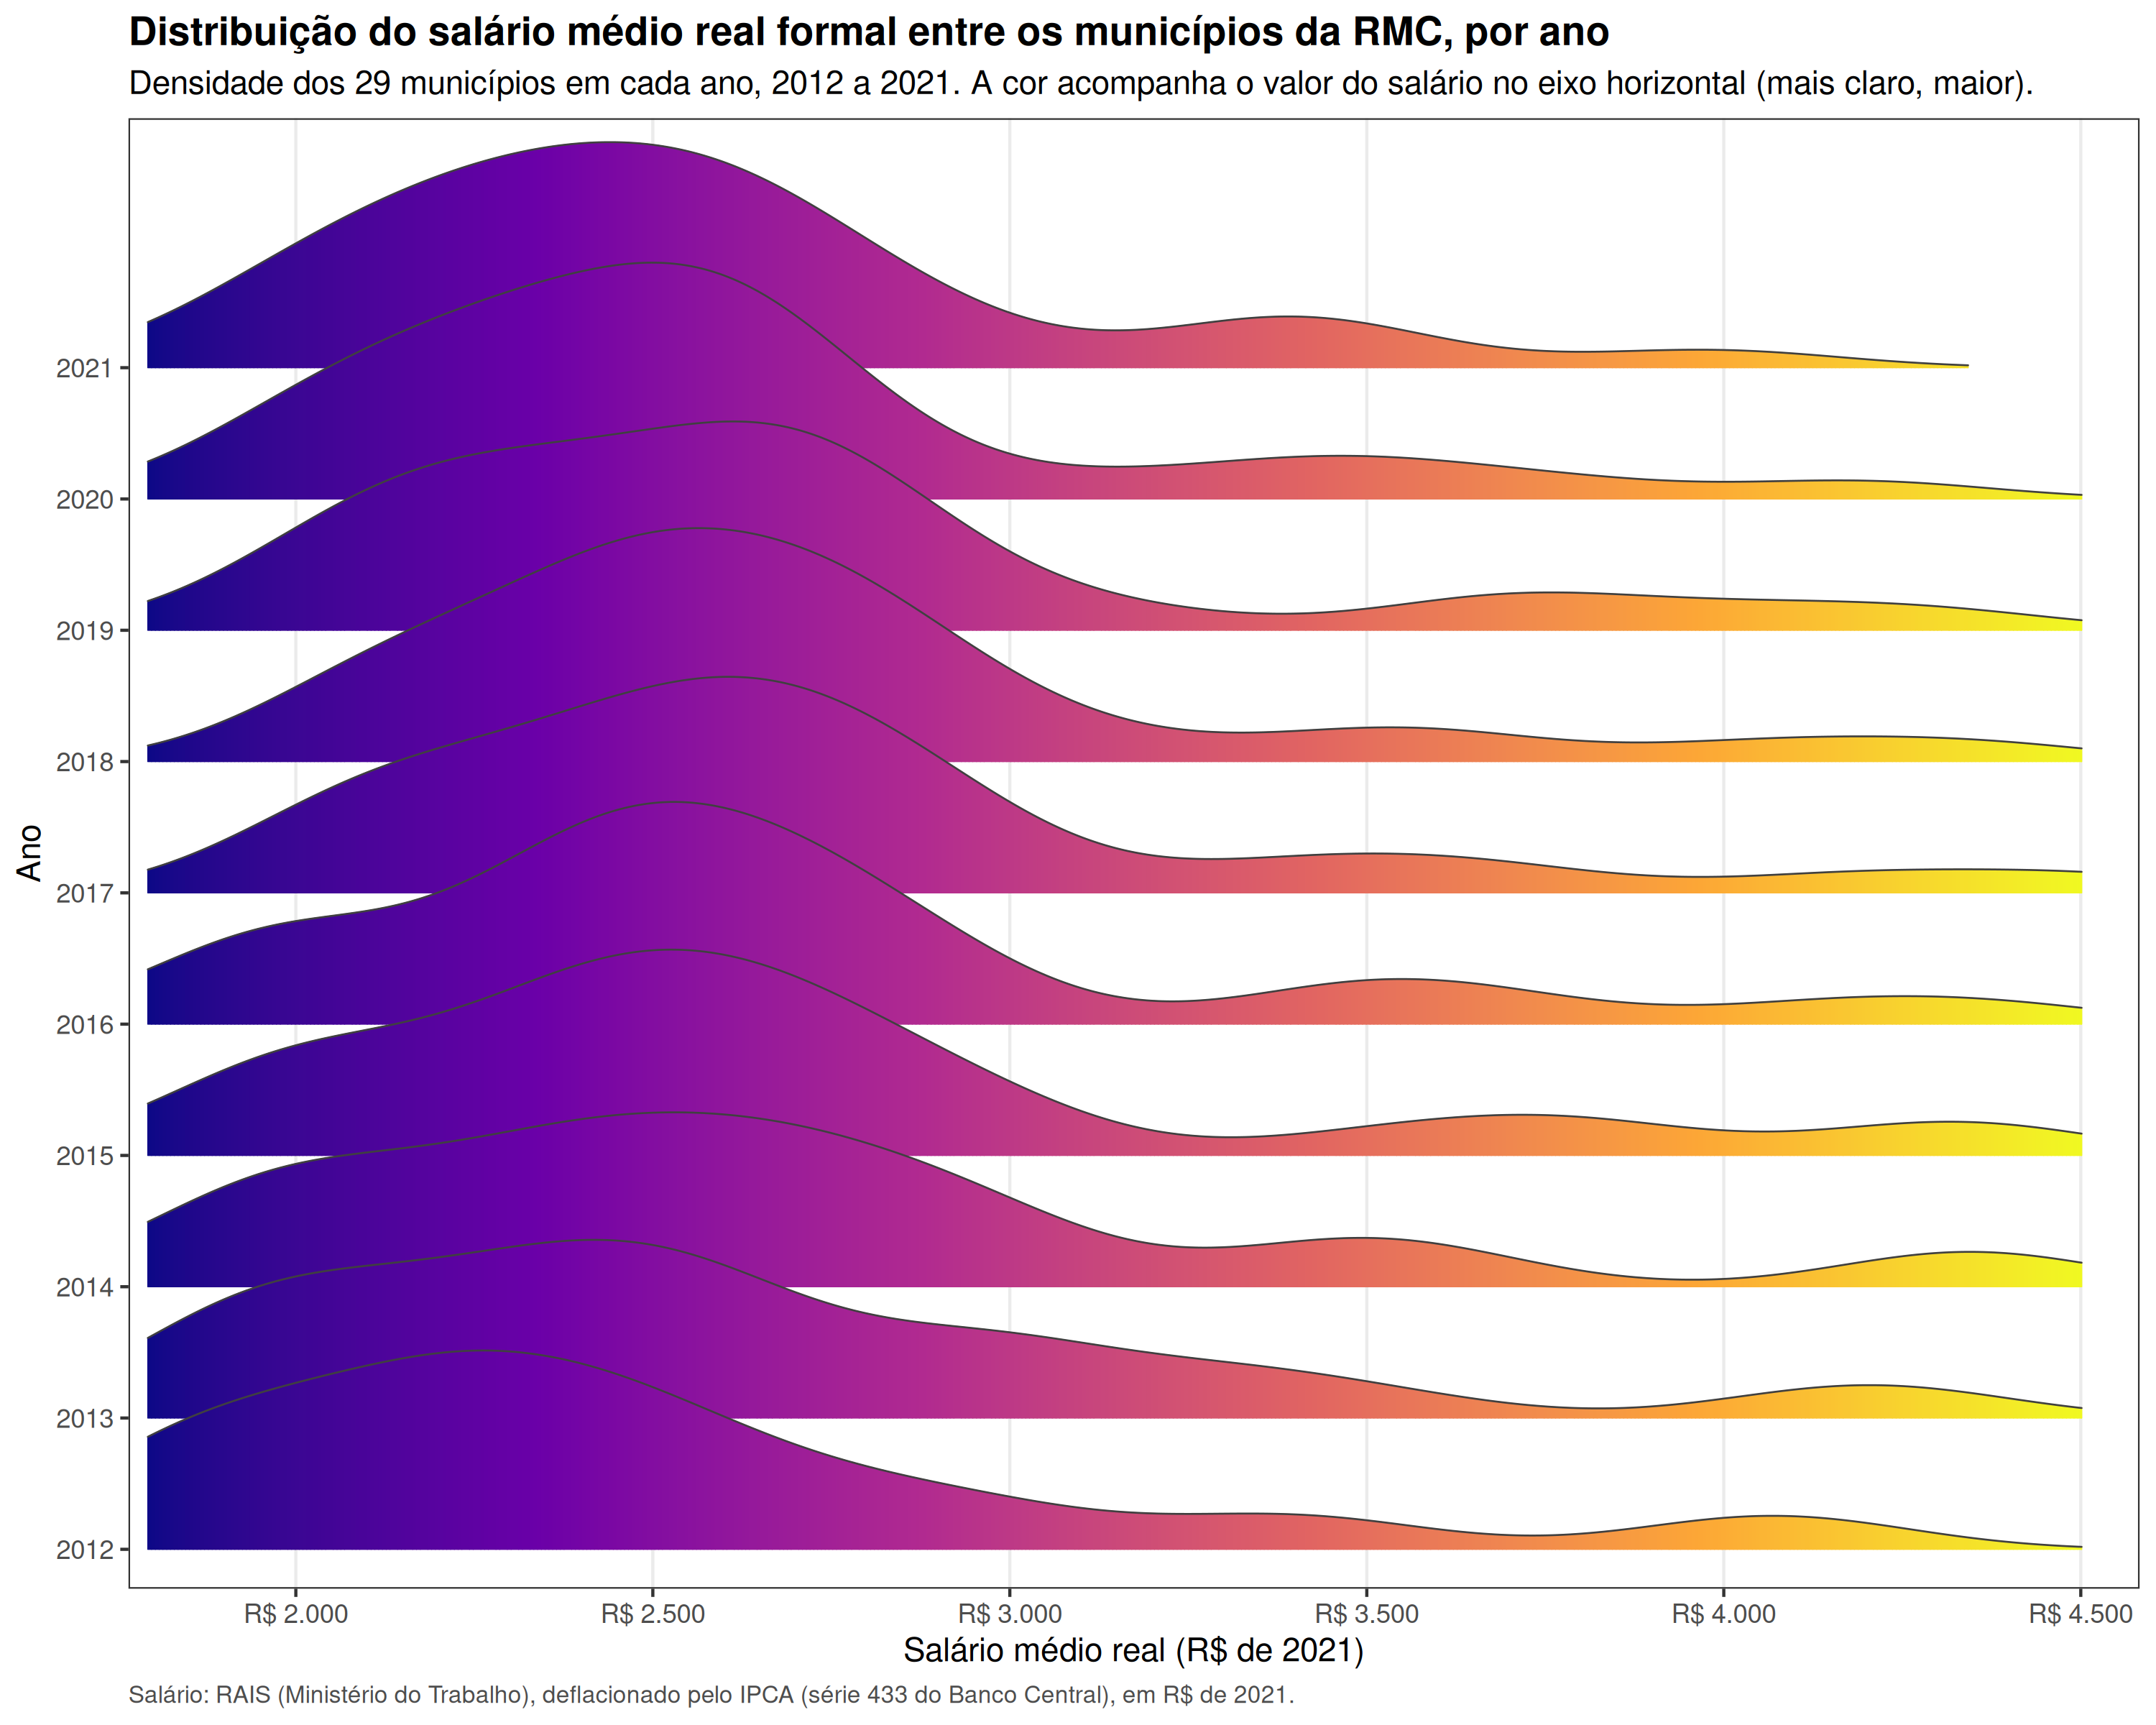 Distribuição do salário médio real formal entre os municípios da RMC, por ano
Densidade dos 29 municípios em cada ano, 2012 a 2021. A cor acompanha o valor do salário no eixo horizontal (mais claro, maior).
Ano
2021
2020
2019
2018
2017
2016
2015
2014
2013
2012
R$ 2.000
R$ 2.500
R$ 3.000
R$ 3.500
R$ 4.000
R$ 4.500
Salário médio real (R$ de 2021)
Salário: RAIS (Ministério do Trabalho), deflacionado pelo IPCA (série 433 do Banco Central), em R$ de 2021.